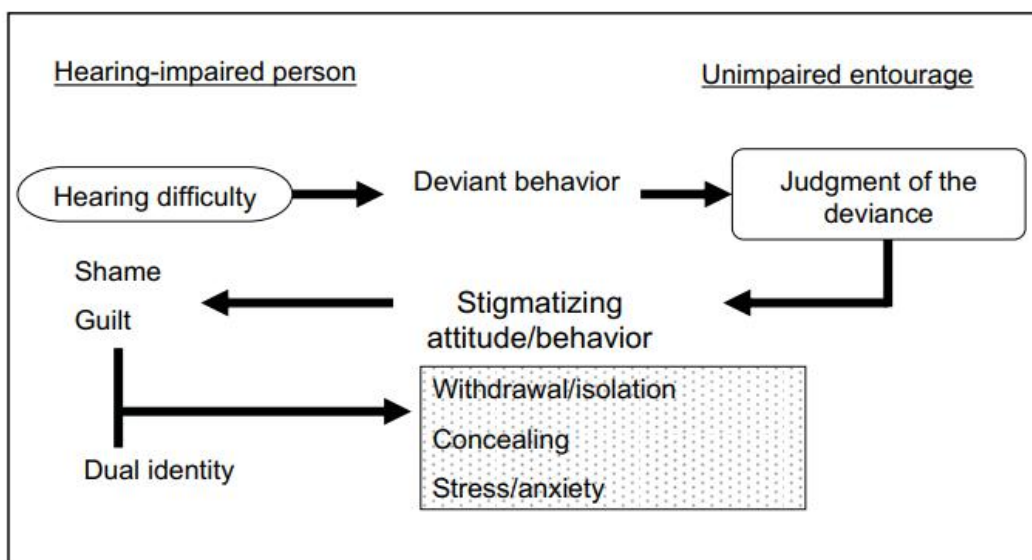 Hearing-impaired person
Unimpaired entourage
Hearing difficulty
Deviant behavior
Judgment of the
deviance
Shame
Guilt
Stigmatizing
attitude/behavior
Withdrawal/isolation
Concealing
Stress/anxiety
Dual identity